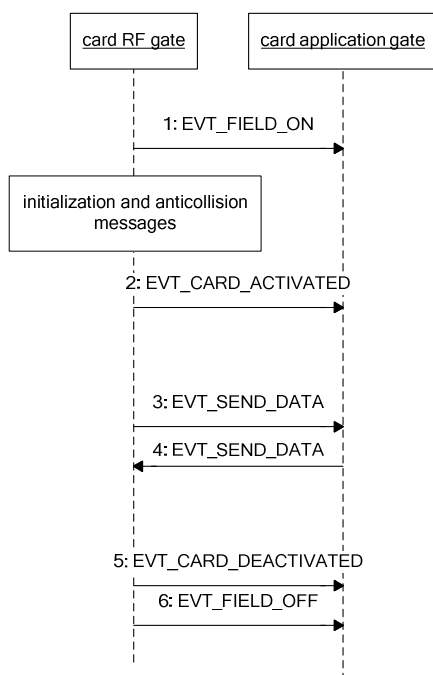 card RF gate
card application gate
1: EVT_FIELD_ON
initialization and anticollision
messages
2: EVT_CARD_ACTIVATED
3: EVT_SEND_DATA
4: EVT_SEND_DATA
5: EVT_CARD_DEACTIVATED
6: EVT_FIELD_OFF